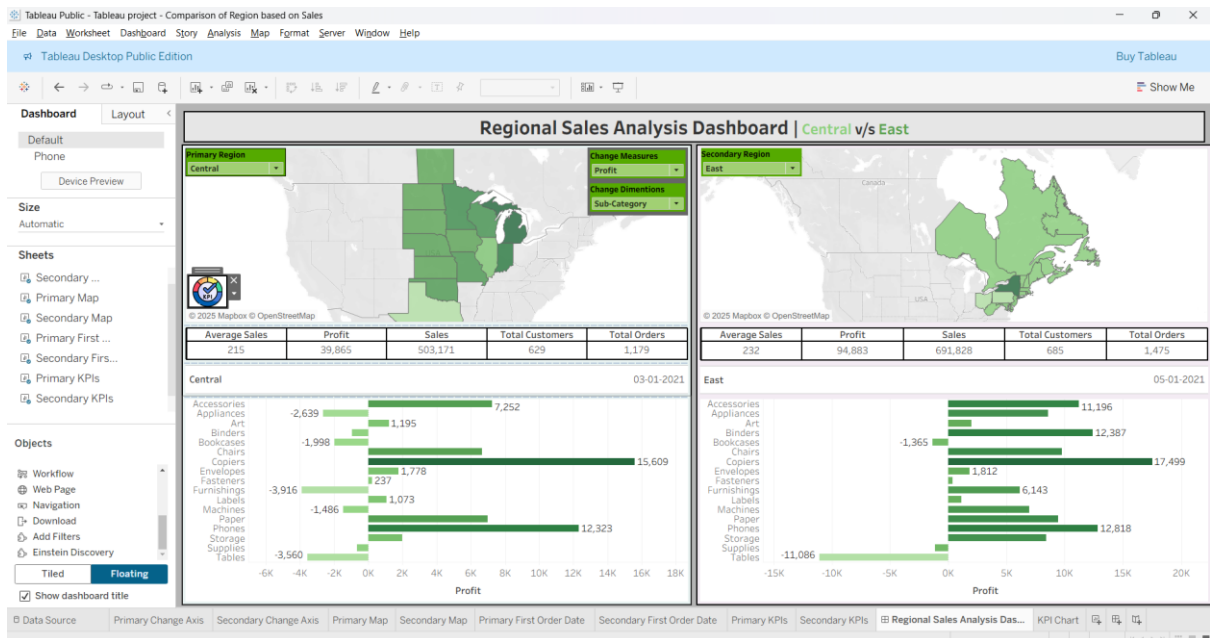 Tableau Public - Tableau project - Comparison of Region based on Sales
File Data Worksheet Dashboard Story Analysis Map Format Server Window Help
Tableau Desktop Public Edition
Buy Tableau
Show Me
Dashboard Layout
Default
Phone
Device Preview
Size
Automatic
Sheets
Secondary ...
Primary Map
Secondary Map
Primary First ...
Secondary Firs...
Primary KPIs
Secondary KPIs
Objects
Workflow
Web Page
Navigation
Download
Add Filters
Einstein Discovery
Tiled Floating
Show dashboard title
Regional Sales Analysis Dashboard | Central v/s East
Primary Region
Central
Change Measures
Profit
Change Dimentions
Sub-Category
KPI
© 2025 Mapbox © OpenStreetMap
Average Sales Profit Sales Total Customers Total Orders
215 39,865 503,171 629 1,179
Central 03-01-2021
Accessories 7,252
Appliances -2,639
Art 1,195
Binders
Bookcases -1,998
Chairs
Copiers 15,609
Envelopes 1,778
Fasteners 237
Furnishings -3,916
Labels 1,073
Machines -1,486
Paper
Phones 12,323
Storage
Supplies
Tables -3,560
-6K -4K -2K 0K 2K 4K 6K 8K 10K 12K 14K 16K 18K
Profit
Secondary Region
East
Canada
USA
© 2025 Mapbox © OpenStreetMap
Average Sales Profit Sales Total Customers Total Orders
232 94,883 691,828 685 1,475
East 05-01-2021
Accessories 11,196
Appliances
Art
Binders 12,387
Bookcases -1,365
Chairs
Copiers 17,499
Envelopes 1,812
Fasteners
Furnishings 6,143
Labels
Machines
Paper
Phones 12,818
Storage
Supplies
Tables -11,086
-15K -10K -5K 0K 5K 10K 15K 20K
Profit
Data Source Primary Change Axis Secondary Change Axis Primary Map Secondary Map Primary First Order Date Secondary First Order Date Primary KPIs Secondary KPIs Regional Sales Analysis Das... KPI Chart